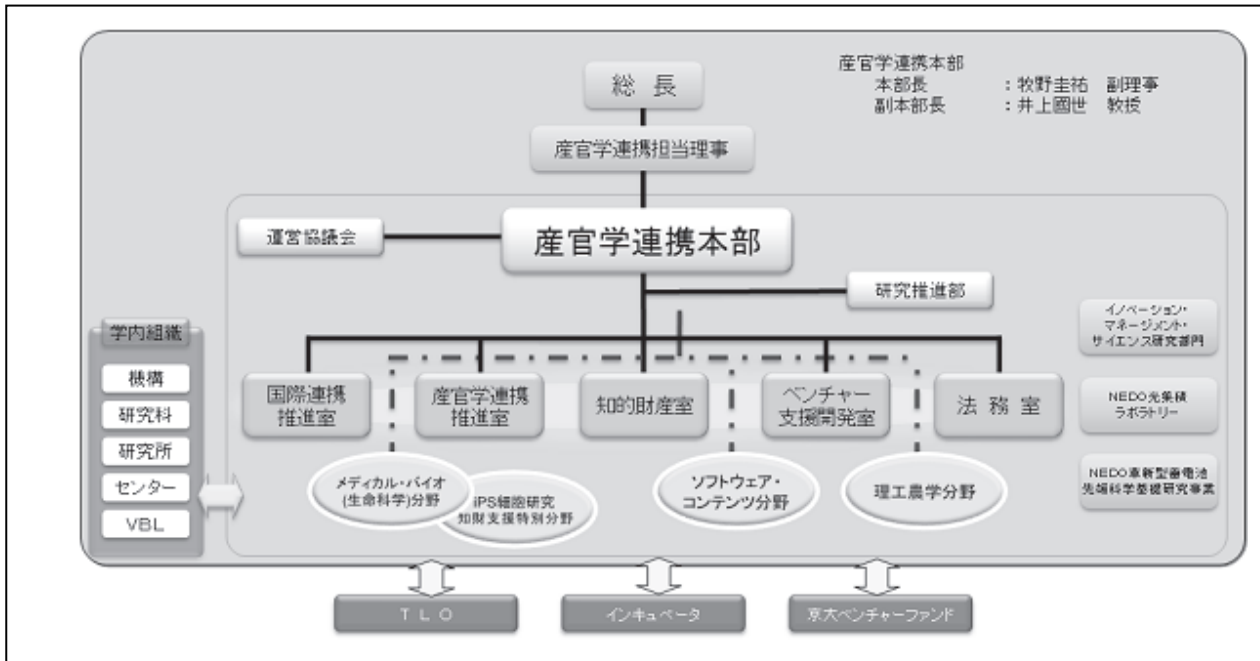 総 長
産官学連携本部
本部長 : 牧野圭祐 副理事
副本部長 : 井上國世 教授
産官学連携担当理事
運営協議会
産官学連携本部
研究推進部
学内組織
機構
研究科
研究所
センター
VBL
国際連携
推進室
産官学連携
推進室
知的財産室
ベンチャー
支援開発室
法 務 室
イノベーション・
マネージメント・
サイエンス研究部門
NEDO光集積
ラボラトリー
NEDO革新型蓄電池
先端科学基礎研究事業
メディカル・バイオ
(生命科学)分野
iPS細胞研究
知財支援特別分野
ソフトウェア・
コンテンツ分野
理工農学分野
T L O
インキュベータ
京大ベンチャーファンド